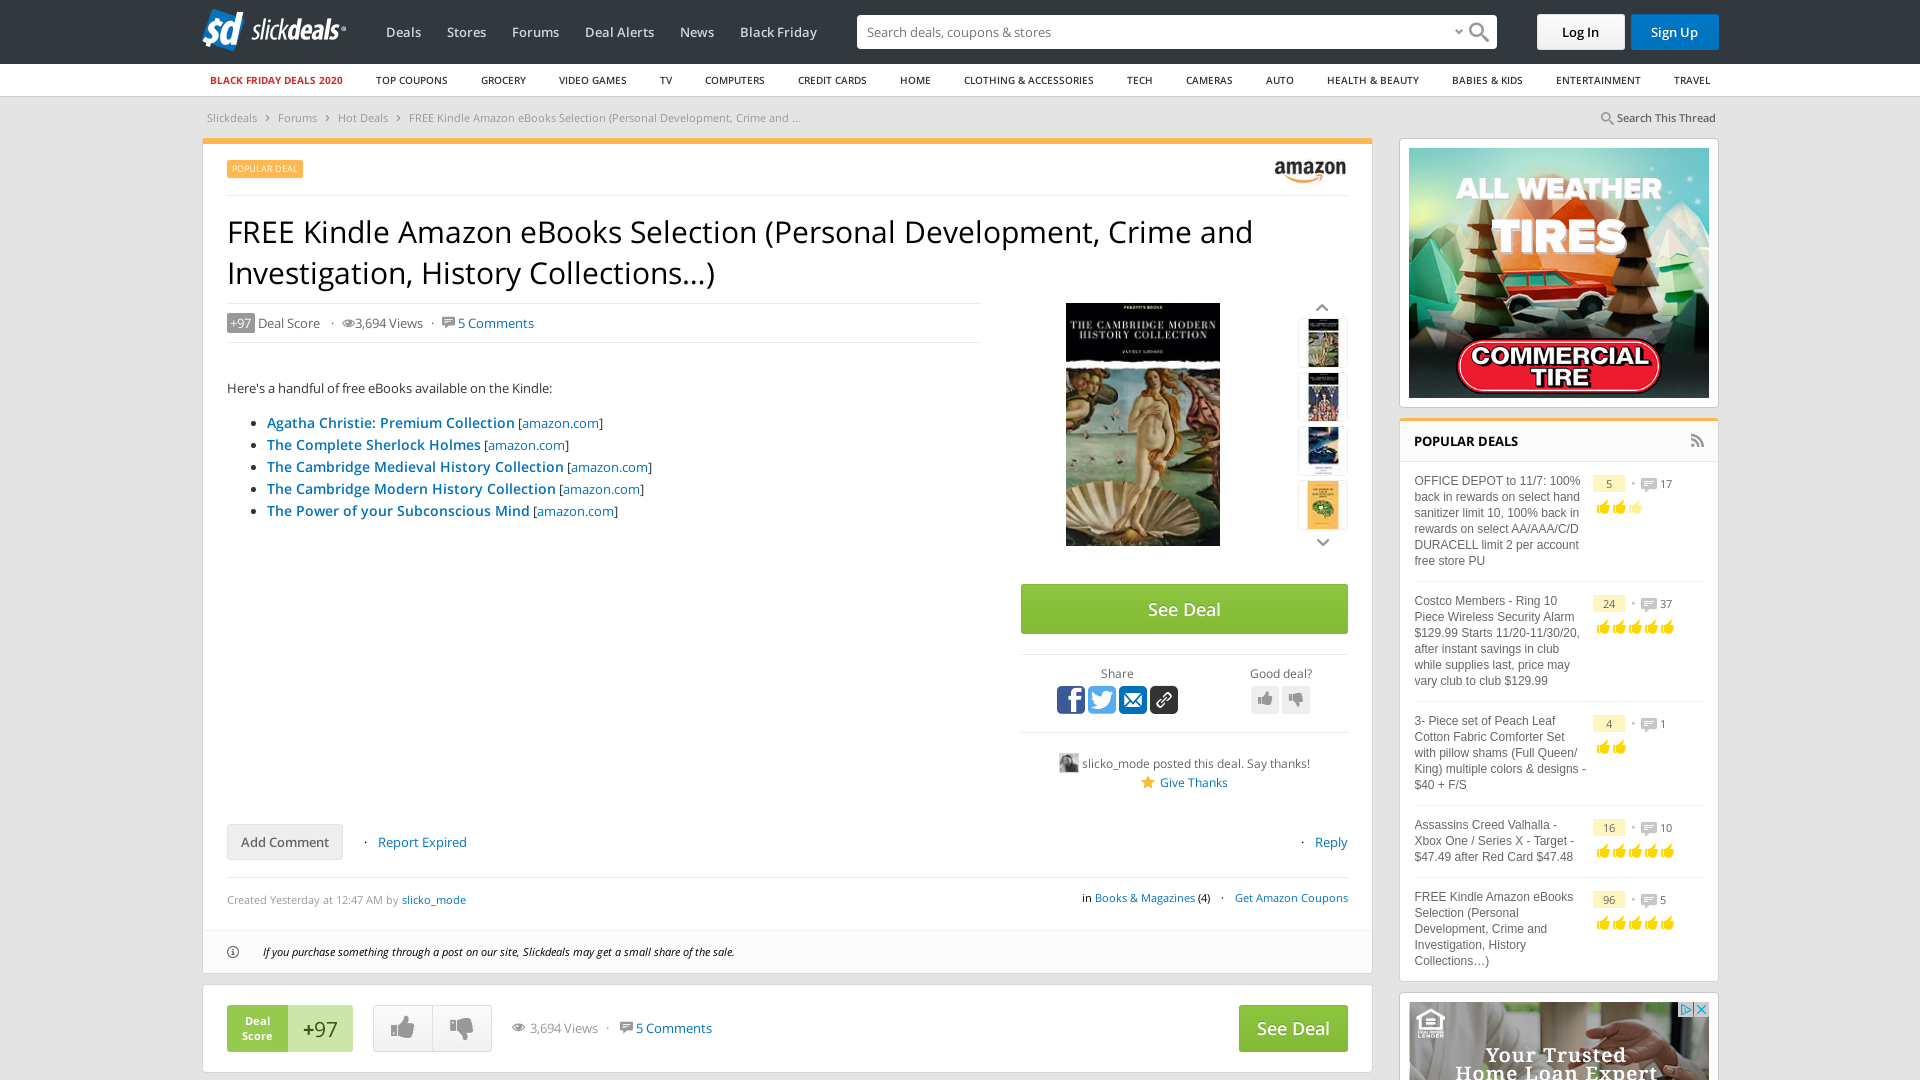 slickdeals
Deals
Stores
Forums
Deal Alerts
News
Black Friday
Search deals, coupons & stores
Log In
Sign Up
BLACK FRIDAY DEALS 2020
TOP COUPONS
GROCERY
VIDEO GAMES
TV
COMPUTERS
CREDIT CARDS
HOME
CLOTHING & ACCESSORIES
TECH
CAMERAS
AUTO
HEALTH & BEAUTY
BABIES & KIDS
ENTERTAINMENT
TRAVEL
Slickdeals › Forums › Hot Deals › FREE Kindle Amazon eBooks Selection (Personal Development, Crime and ...
Search This Thread
POPULAR DEAL
amazon
FREE Kindle Amazon eBooks Selection (Personal Development, Crime and
Investigation, History Collections...)
+97 Deal Score · 3,694 Views · 5 Comments
Here's a handful of free eBooks available on the Kindle:
• Agatha Christie: Premium Collection [amazon.com]
• The Complete Sherlock Holmes [amazon.com]
• The Cambridge Medieval History Collection [amazon.com]
• The Cambridge Modern History Collection [amazon.com]
• The Power of your Subconscious Mind [amazon.com]
THE CAMBRIDGE MODERN
HISTORY COLLECTION
See Deal
Share
Good deal?
slicko_mode posted this deal. Say thanks!
Give Thanks
Add Comment · Report Expired
· Reply
Created Yesterday at 12:47 AM by slicko_mode
in Books & Magazines (4) · Get Amazon Coupons
If you purchase something through a post on our site, Slickdeals may get a small share of the sale.
Deal
Score
+97
3,694 Views · 5 Comments
See Deal
ALL WEATHER
TIRES
COMMERCIAL
TIRE
POPULAR DEALS
OFFICE DEPOT to 11/7: 100%
back in rewards on select hand
sanitizer limit 10, 100% back in
rewards on select AA/AAA/C/D
DURACELL limit 2 per account
free store PU
5 • 17
Costco Members - Ring 10
Piece Wireless Security Alarm
$129.99 Starts 11/20-11/30/20,
after instant savings in club
while supplies last, price may
vary club to club $129.99
24 • 37
3- Piece set of Peach Leaf
Cotton Fabric Comforter Set
with pillow shams (Full Queen/
King) multiple colors & designs -
$40 + F/S
4 • 1
Assassins Creed Valhalla -
Xbox One / Series X - Target -
$47.49 after Red Card $47.48
16 • 10
FREE Kindle Amazon eBooks
Selection (Personal
Development, Crime and
Investigation, History
Collections...)
96 • 5
Your Trusted
Home Loan Expert